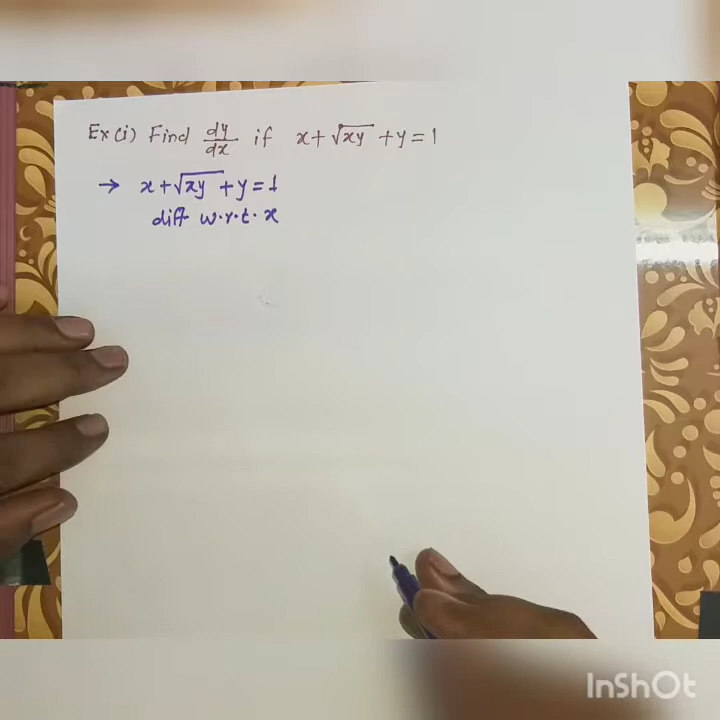 Ex(i) Find dy/dx if x+√xy +y=1
→ x+√xy +y=1
diff w.r.t. x
InShOt